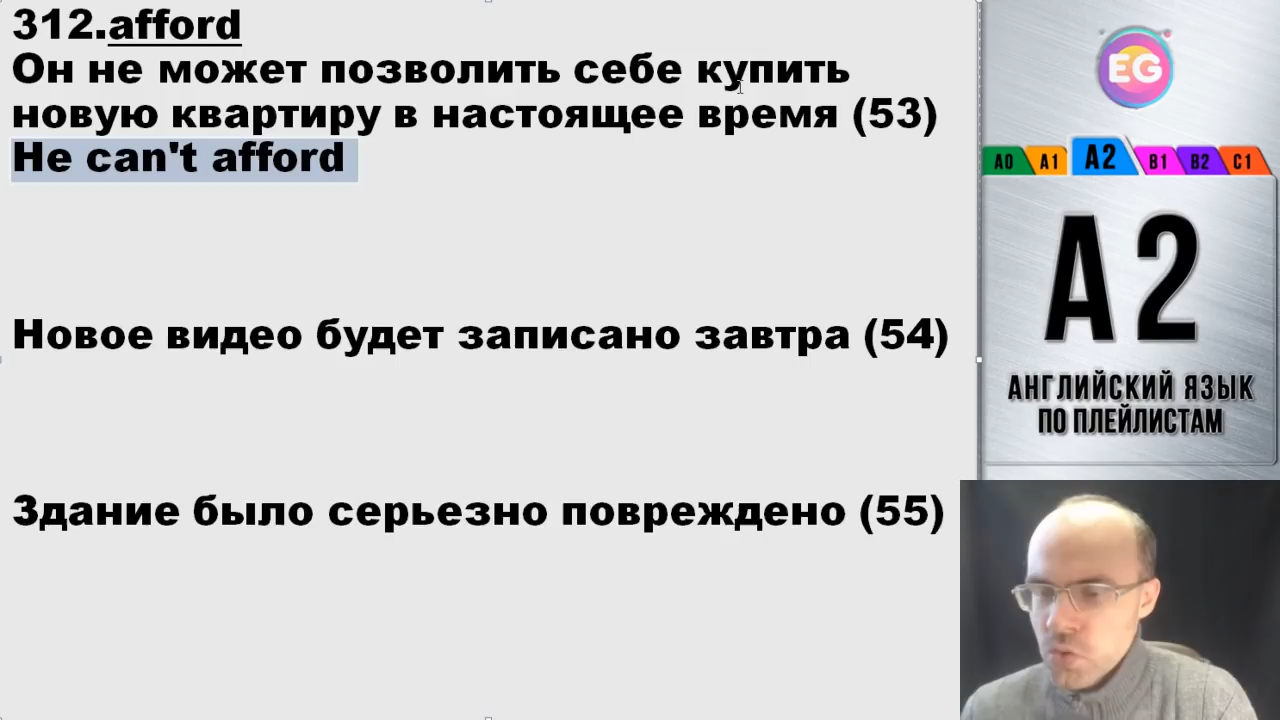 312.afford
Он не может позволить себе купить
новую квартиру в настоящее время (53)
He can't afford
Новое видео будет записано завтра (54)
Здание было серьезно повреждено (55)
EG
A0 A1 A2 B1 B2 C1
A2
АНГЛИЙСКИЙ ЯЗЫК
ПО ПЛЕЙЛИСТАМ